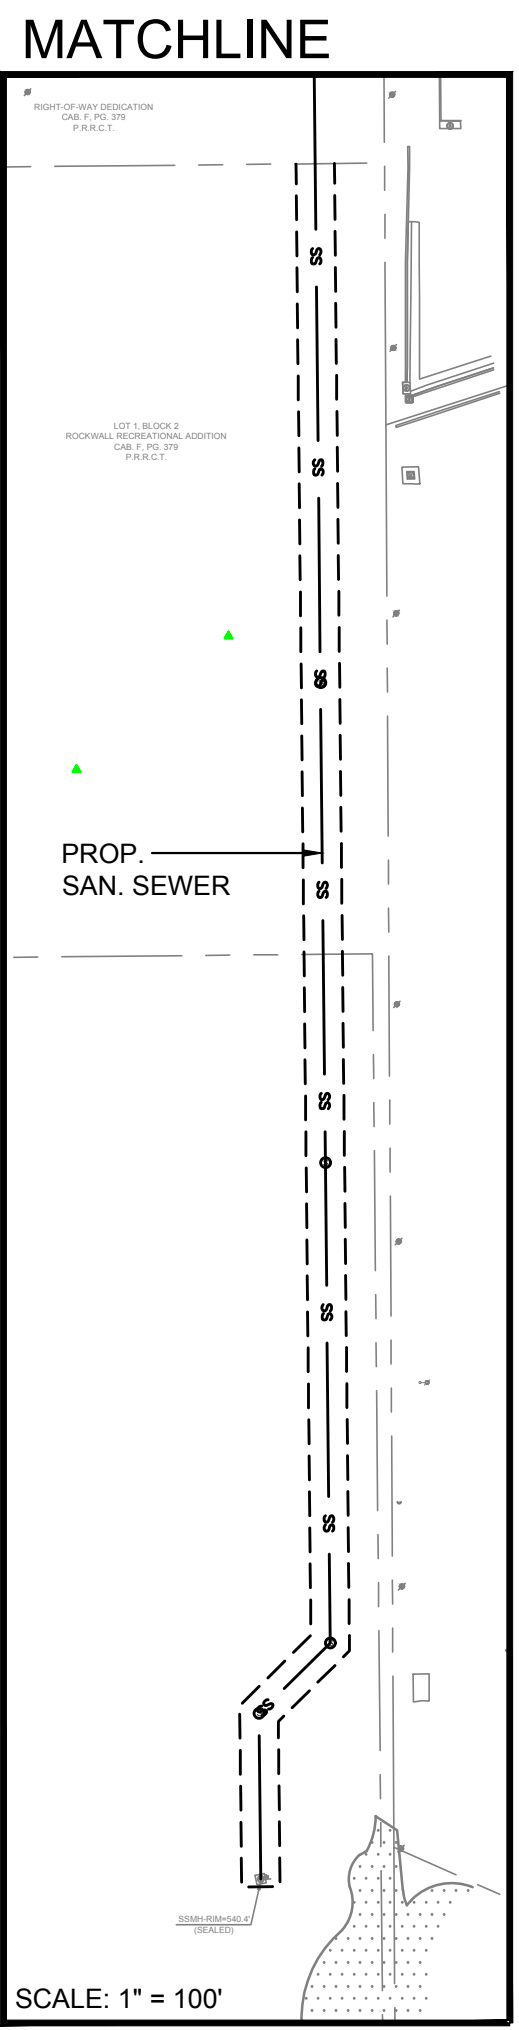 MATCHLINE
RIGHT-OF-WAY DEDICATION
CAB. F, PG. 379
P.R.R.C.T.
SS
SS
LOT 1, BLOCK 2
ROCKWALL RECREATIONAL ADDITION
CAB. F, PG. 379
P.R.R.C.T.
SS
PROP.
SAN. SEWER
SS
SS
SS
SS
SS
SSMH-RIM=540.4'
(SEALED)
SCALE: 1" = 100'